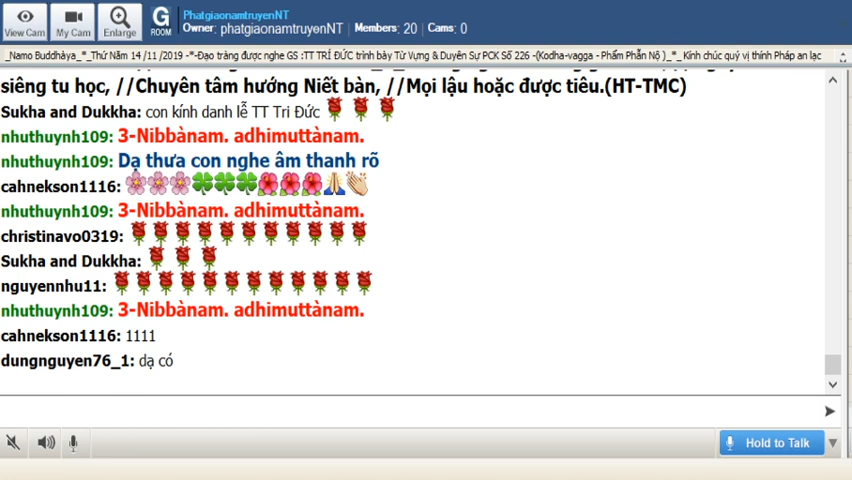 View Cam
My Cam
Enlarge
G
ROOM
PhatgiaonamtruyenNT
Owner: phatgiaonamtruyenNT | Members: 20 | Cams: 0
_Namo Buddhàya_*_Thứ Năm 14 /11 /2019 -*-Đạo tràng được nghe GS :TT TRÍ ĐỨC trình bày Từ Vựng & Duyên Sự PCK Số 226 -(Kodha-vagga - Phẩm Phẫn Nộ )_*_ Kính chúc quý vị thính Pháp an lạc
siêng tu học, //Chuyên tâm hướng Niết bàn, //Mọi lậu hoặc được tiêu.(HT-TMC)
Sukha and Dukkha: con kính danh lễ TT Tri Đức
nhuthuynh109: 3-Nibbànam. adhimuttànam.
nhuthuynh109: Dạ thưa con nghe âm thanh rõ
cahnekson1116:
nhuthuynh109: 3-Nibbànam. adhimuttànam.
christinavo0319:
Sukha and Dukkha:
nguyennhu11:
nhuthuynh109: 3-Nibbànam. adhimuttànam.
cahnekson1116: 1111
dungnguyen76_1: dạ có
Hold to Talk